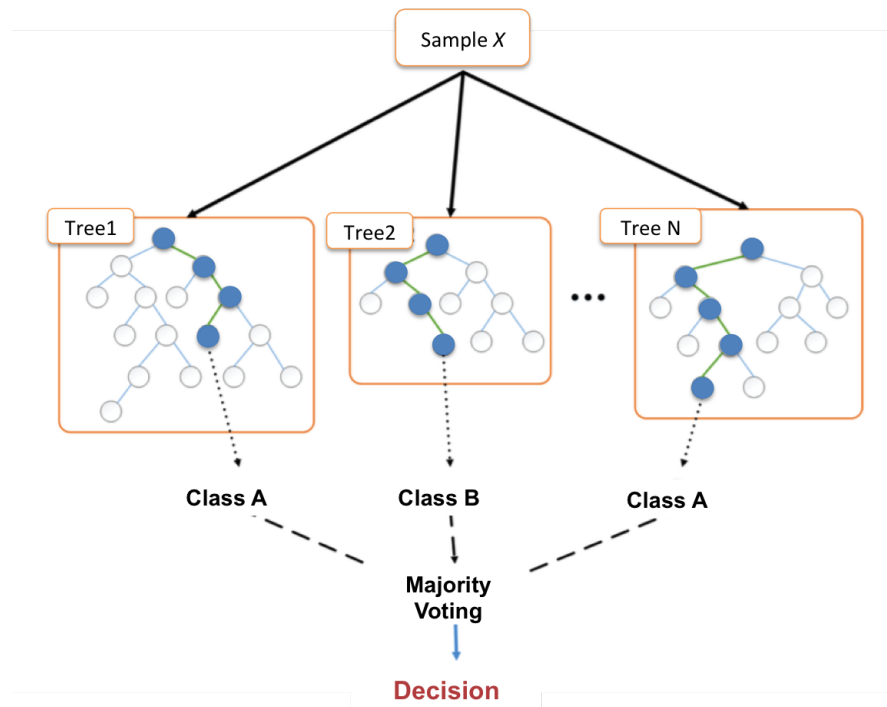 Sample X
Tree1
Tree2
Tree N
...
Class A
Class B
Class A
Majority
Voting
Decision